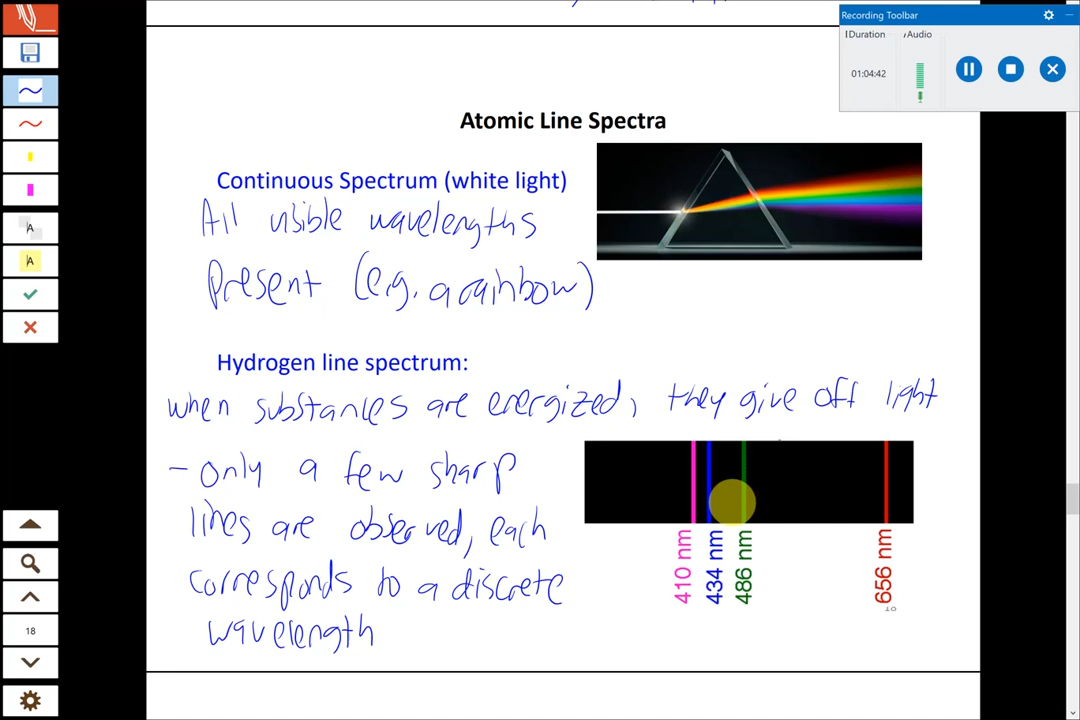 Recording Toolbar
Duration
Audio
01:04:42
Atomic Line Spectra
Continuous Spectrum (white light)
All visible wavelengths
Present (e.g. a rainbow)
Hydrogen line spectrum:
when substances are energized, they give off light
- only a few sharp
lines are observed, each
corresponds to a discrete
wavelength
410 nm
434 nm
486 nm
656 nm
A
A
18